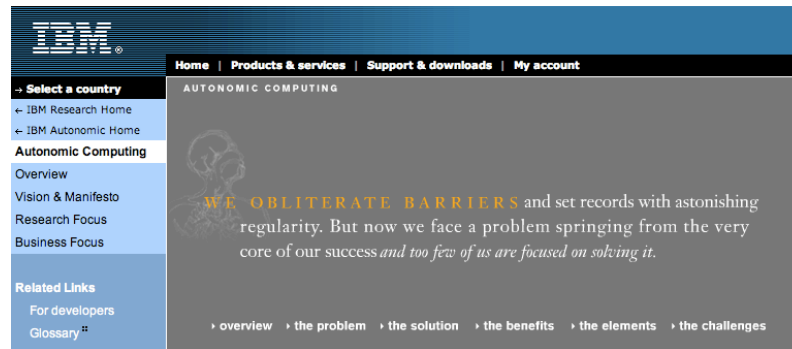 IBM®
Home | Products & services | Support & downloads | My account
→ Select a country
← IBM Research Home
← IBM Autonomic Home
Autonomic Computing
Overview
Vision & Manifesto
Research Focus
Business Focus
Related Links
For developers
Glossary
AUTONOMIC COMPUTING
WE OBLITERATE BARRIERS and set records with astonishing
regularity. But now we face a problem springing from the very
core of our success and too few of us are focused on solving it.
› overview › the problem › the solution › the benefits › the elements › the challenges